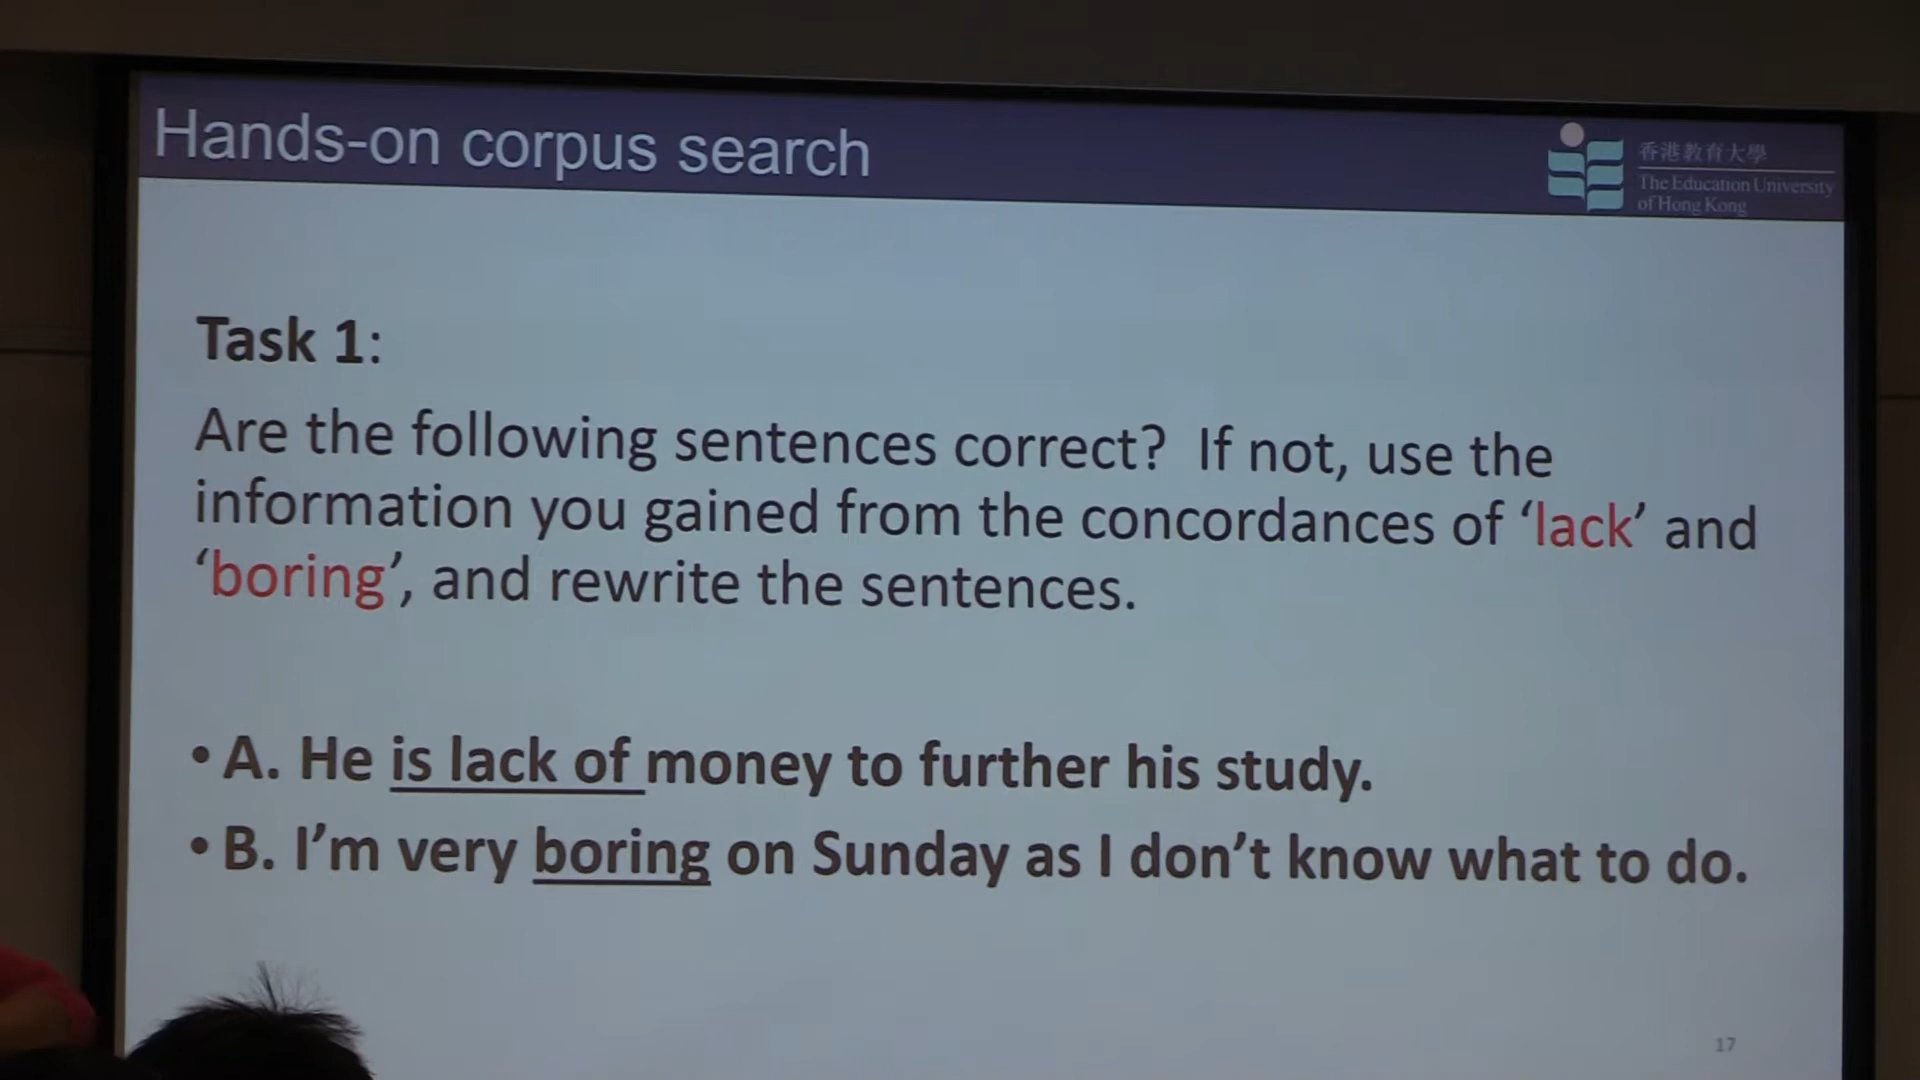 Hands-on corpus search
香港教育大學
The Education University
of Hong Kong
Task 1:
Are the following sentences correct?  If not, use the
information you gained from the concordances of ‘lack’ and
‘boring’, and rewrite the sentences.
• A. He is lack of money to further his study.
• B. I’m very boring on Sunday as I don’t know what to do.
17